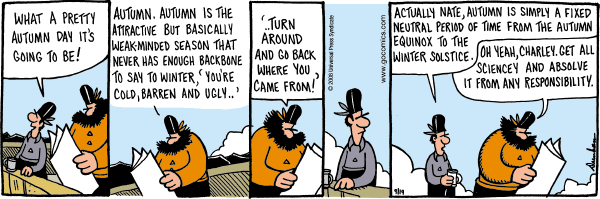 WHAT A PRETTY
AUTUMN DAY IT'S
GOING TO BE!
AUTUMN. AUTUMN IS THE
ATTRACTIVE BUT BASICALLY
WEAK-MINDED SEASON THAT
NEVER HAS ENOUGH BACKBONE
TO SAY TO WINTER, 'YOU'RE
COLD, BARREN AND UGLY..'
'..TURN
AROUND
AND GO BACK
WHERE YOU
CAME FROM!'
© 2008 Universal Press Syndicate
www.gocomics.com
ACTUALLY NATE, AUTUMN IS SIMPLY A FIXED
NEUTRAL PERIOD OF TIME FROM THE AUTUMN
EQUINOX TO THE
WINTER SOLSTICE.
OH YEAH, CHARLEY. GET ALL
SCIENCEY AND ABSOLVE
IT FROM ANY RESPONSIBILITY.
9/19